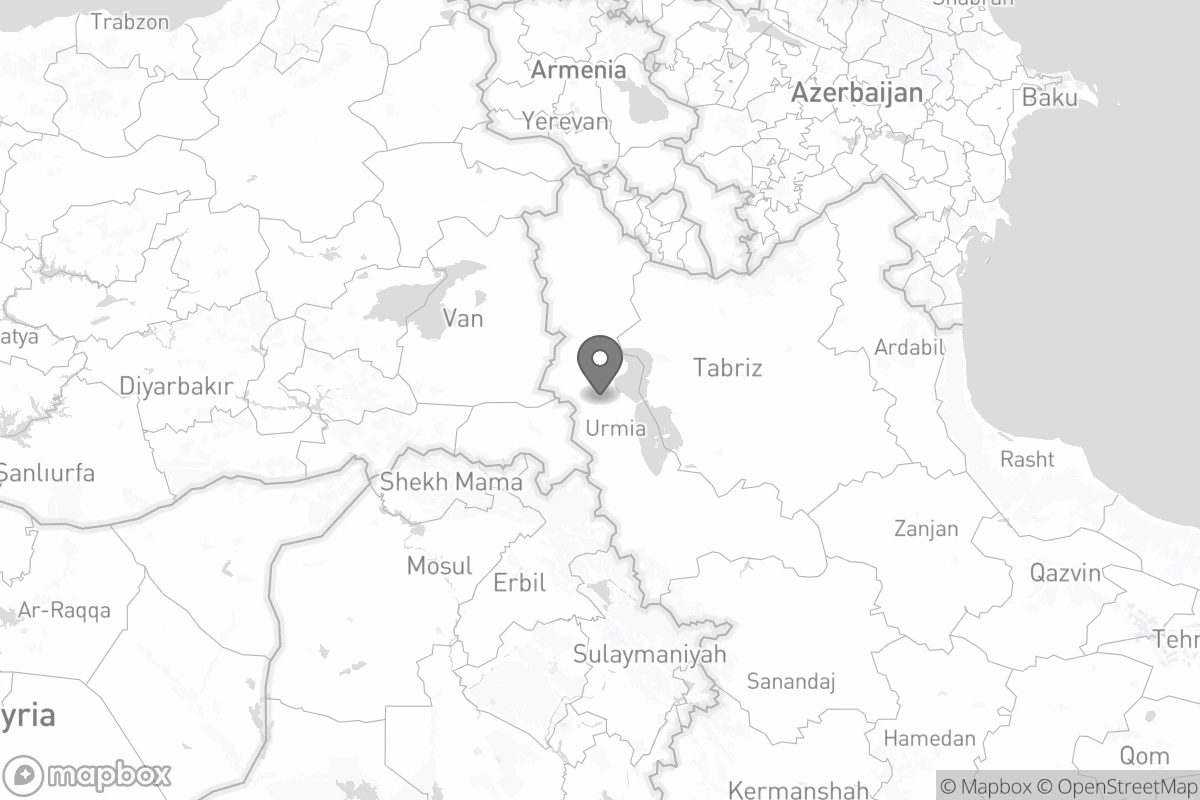 Shabran
Trabzon
Armenia
Azerbaijan
Baku
Yerevan
Van
atya
Ardabil
Tabriz
Diyarbakır
Urmia
Rasht
Şanlıurfa
Shekh Mama
Zanjan
Mosul
Erbil
Qazvin
Ar-Raqqa
Tehr
Sulaymaniyah
Sanandaj
yria
Hamedan
Qom
mapbox
Kermanshah
© Mapbox © OpenStreetMap